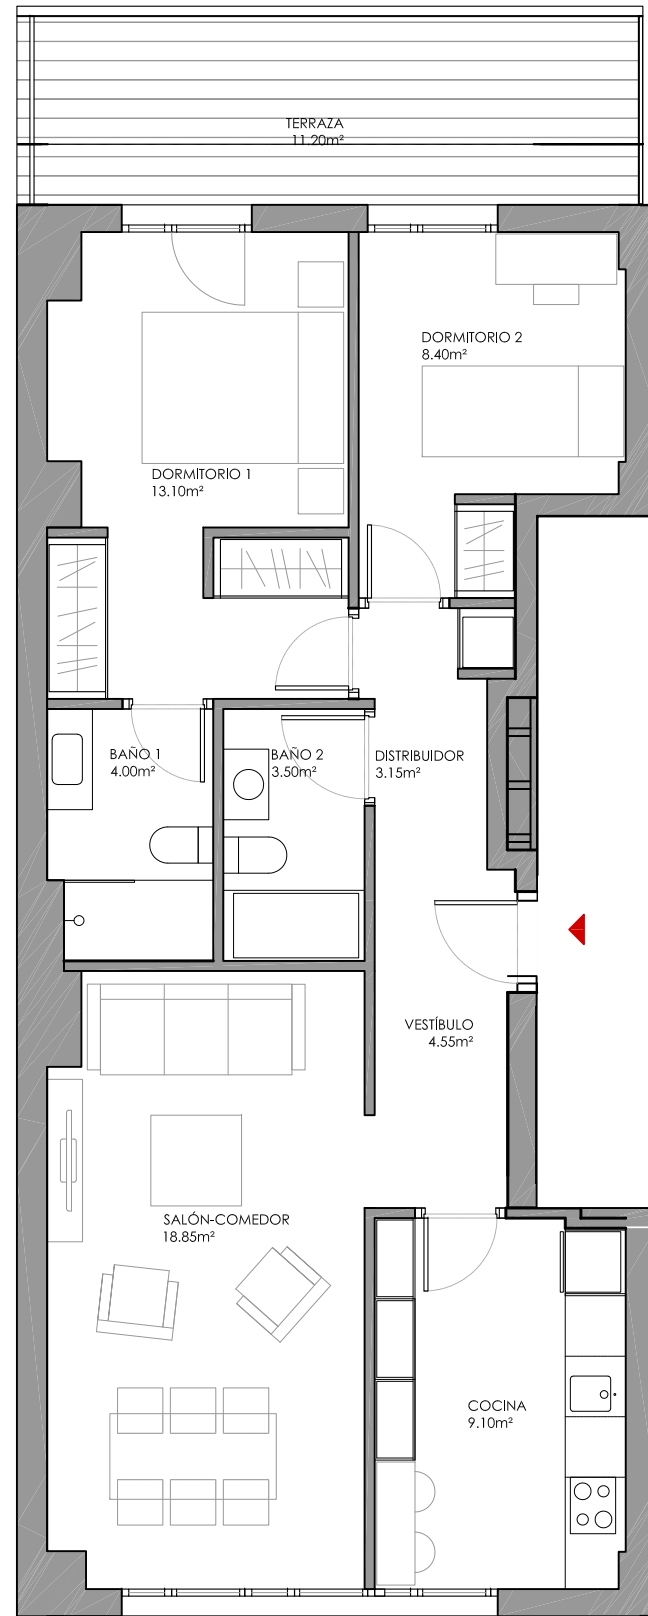 TERRAZA
11.20m²
DORMITORIO 2
8.40m²
DORMITORIO 1
13.10m²
BAÑO 1
4.00m²
BAÑO 2
3.50m²
DISTRIBUIDOR
3.15m²
VESTÍBULO
4.55m²
SALÓN-COMEDOR
18.85m²
COCINA
9.10m²